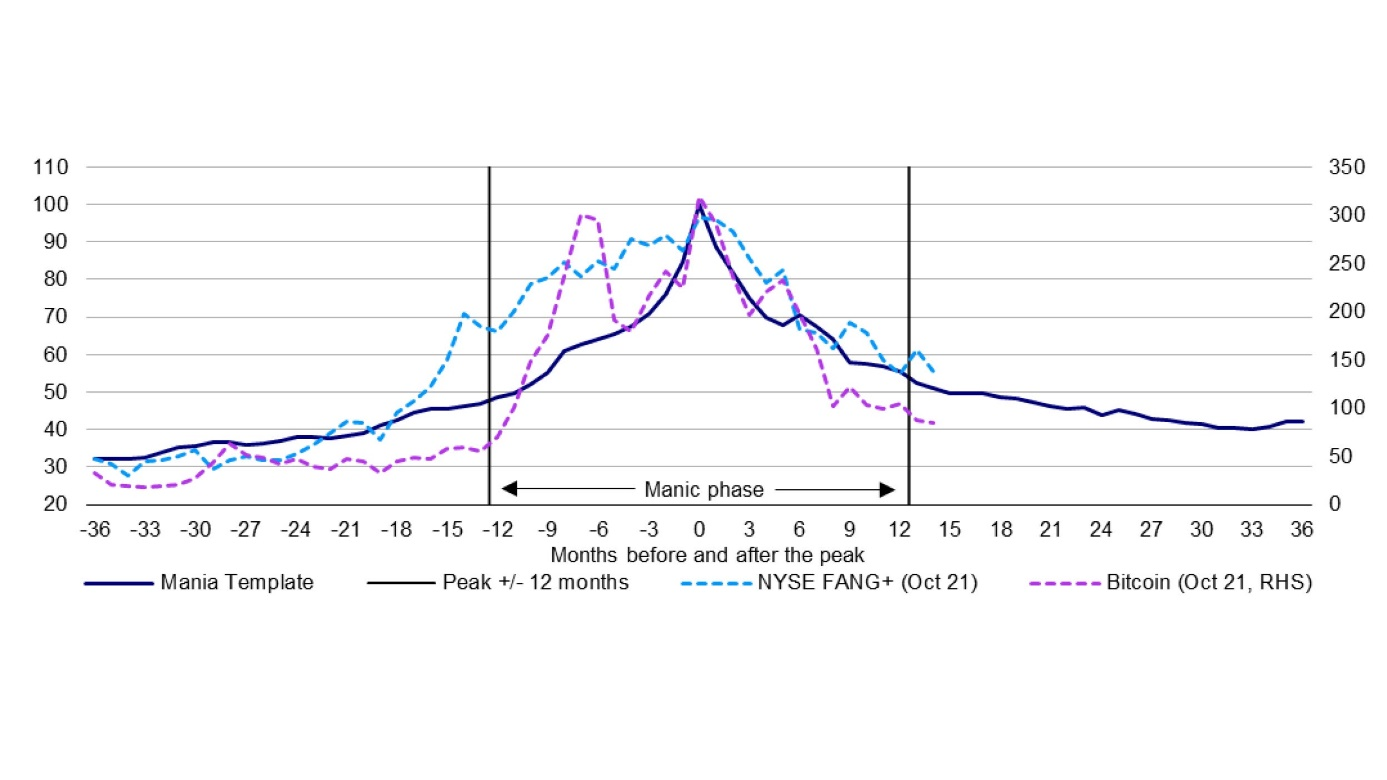 110 350
100 300
90
80 250
70 200
60 150
50 100
40
30 50
20 0
Manic phase
-36 -33 -30 -27 -24 -21 -18 -15 -12 -9 -6 -3 0 3 6 9 12 15 18 21 24 27 30 33 36
Months before and after the peak
Mania Template Peak +/- 12 months NYSE FANG+ (Oct 21) Bitcoin (Oct 21, RHS)